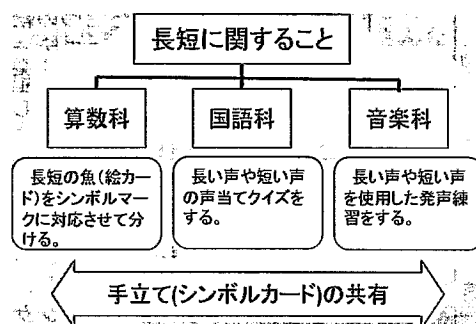 長短に関すること
算数科
国語科
音楽科
長短の魚(絵カー
ド)をシンボルマー
クに対応させて分
ける。
長い声や短い声
の声当てクイズを
する。
長い声や短い声
を使用した発声練
習をする。
手立て(シンボルカード)の共有